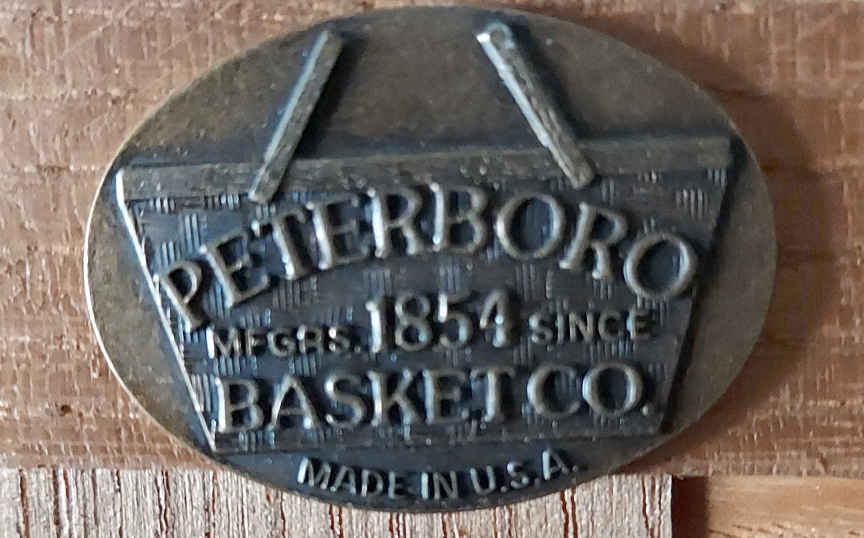 PETERBORO
MFGRS. 1854 SINCE
BASKET CO.
MADE IN U.S.A.